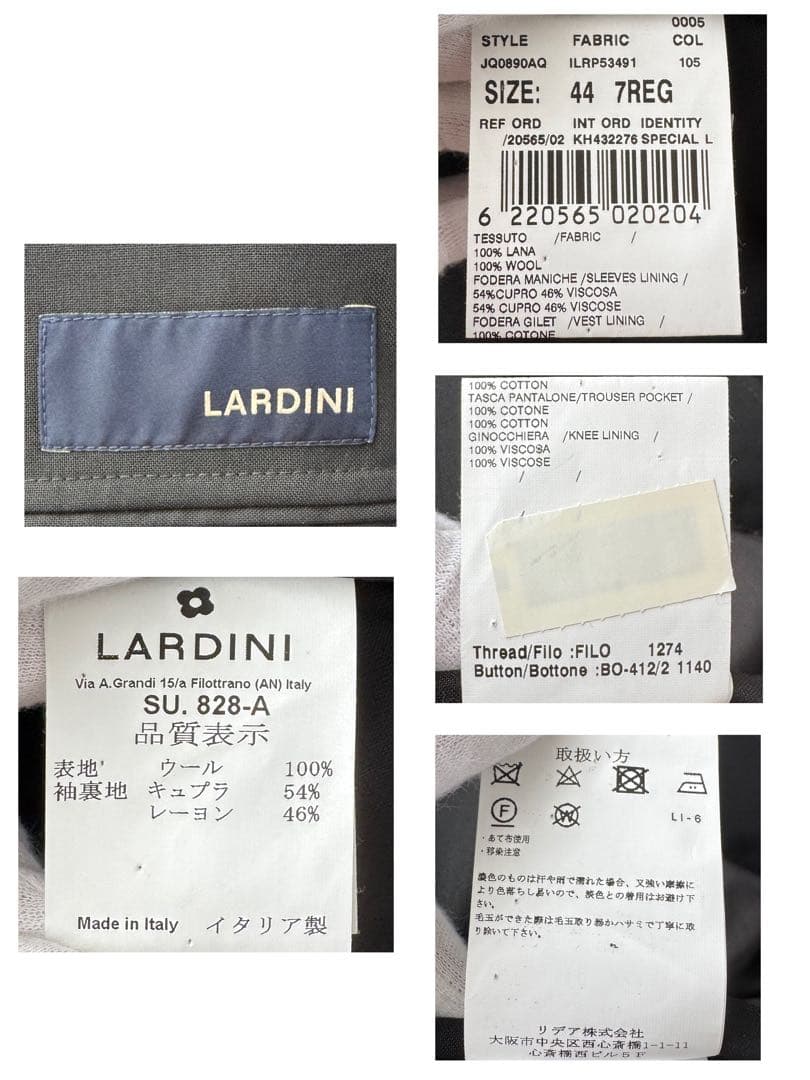 LARDINI
LARDINI
Via A.Grandi 15/a Filottrano (AN) Italy
SU. 828-A
品質表示
表地 ウール 100%
袖裏地 キュプラ 54%
レーヨン 46%
Made in Italy イタリア製
0005
STYLE FABRIC COL
JQ0890AQ ILRP53491 105
SIZE: 44 7REG
REF ORD INT ORD IDENTITY
/20565/02 KH432276 SPECIAL L
6 220565 020204
TESSUTO /FABRIC /
100% LANA
100% WOOL
FODERA MANICHE /SLEEVES LINING /
54%CUPRO 46% VISCOSA
54% CUPRO 46% VISCOSE
FODERA GILET /VEST LINING /
100% COTONE
100% COTTON
TASCA PANTALONE/TROUSER POCKET /
100% COTONE
100% COTTON
GINOCCHIERA /KNEE LINING /
100% VISCOSA
100% VISCOSE
/ /
/
Thread/Filo :FILO 1274
Button/Bottone :BO-412/2 1140
取扱い方
F W
LI-6
・あて布使用
・移染注意
濃色のものは汗や雨で濡れた場合、又強い摩擦に
より色落ちし易いので、淡色との着用はお避け下
さい。
毛玉ができた際は毛玉取り器かハサミで丁寧に取
り除いて下さい。
リデア株式会社
大阪市中央区西心斎橋1-1-11
心斎橋西ビル5F